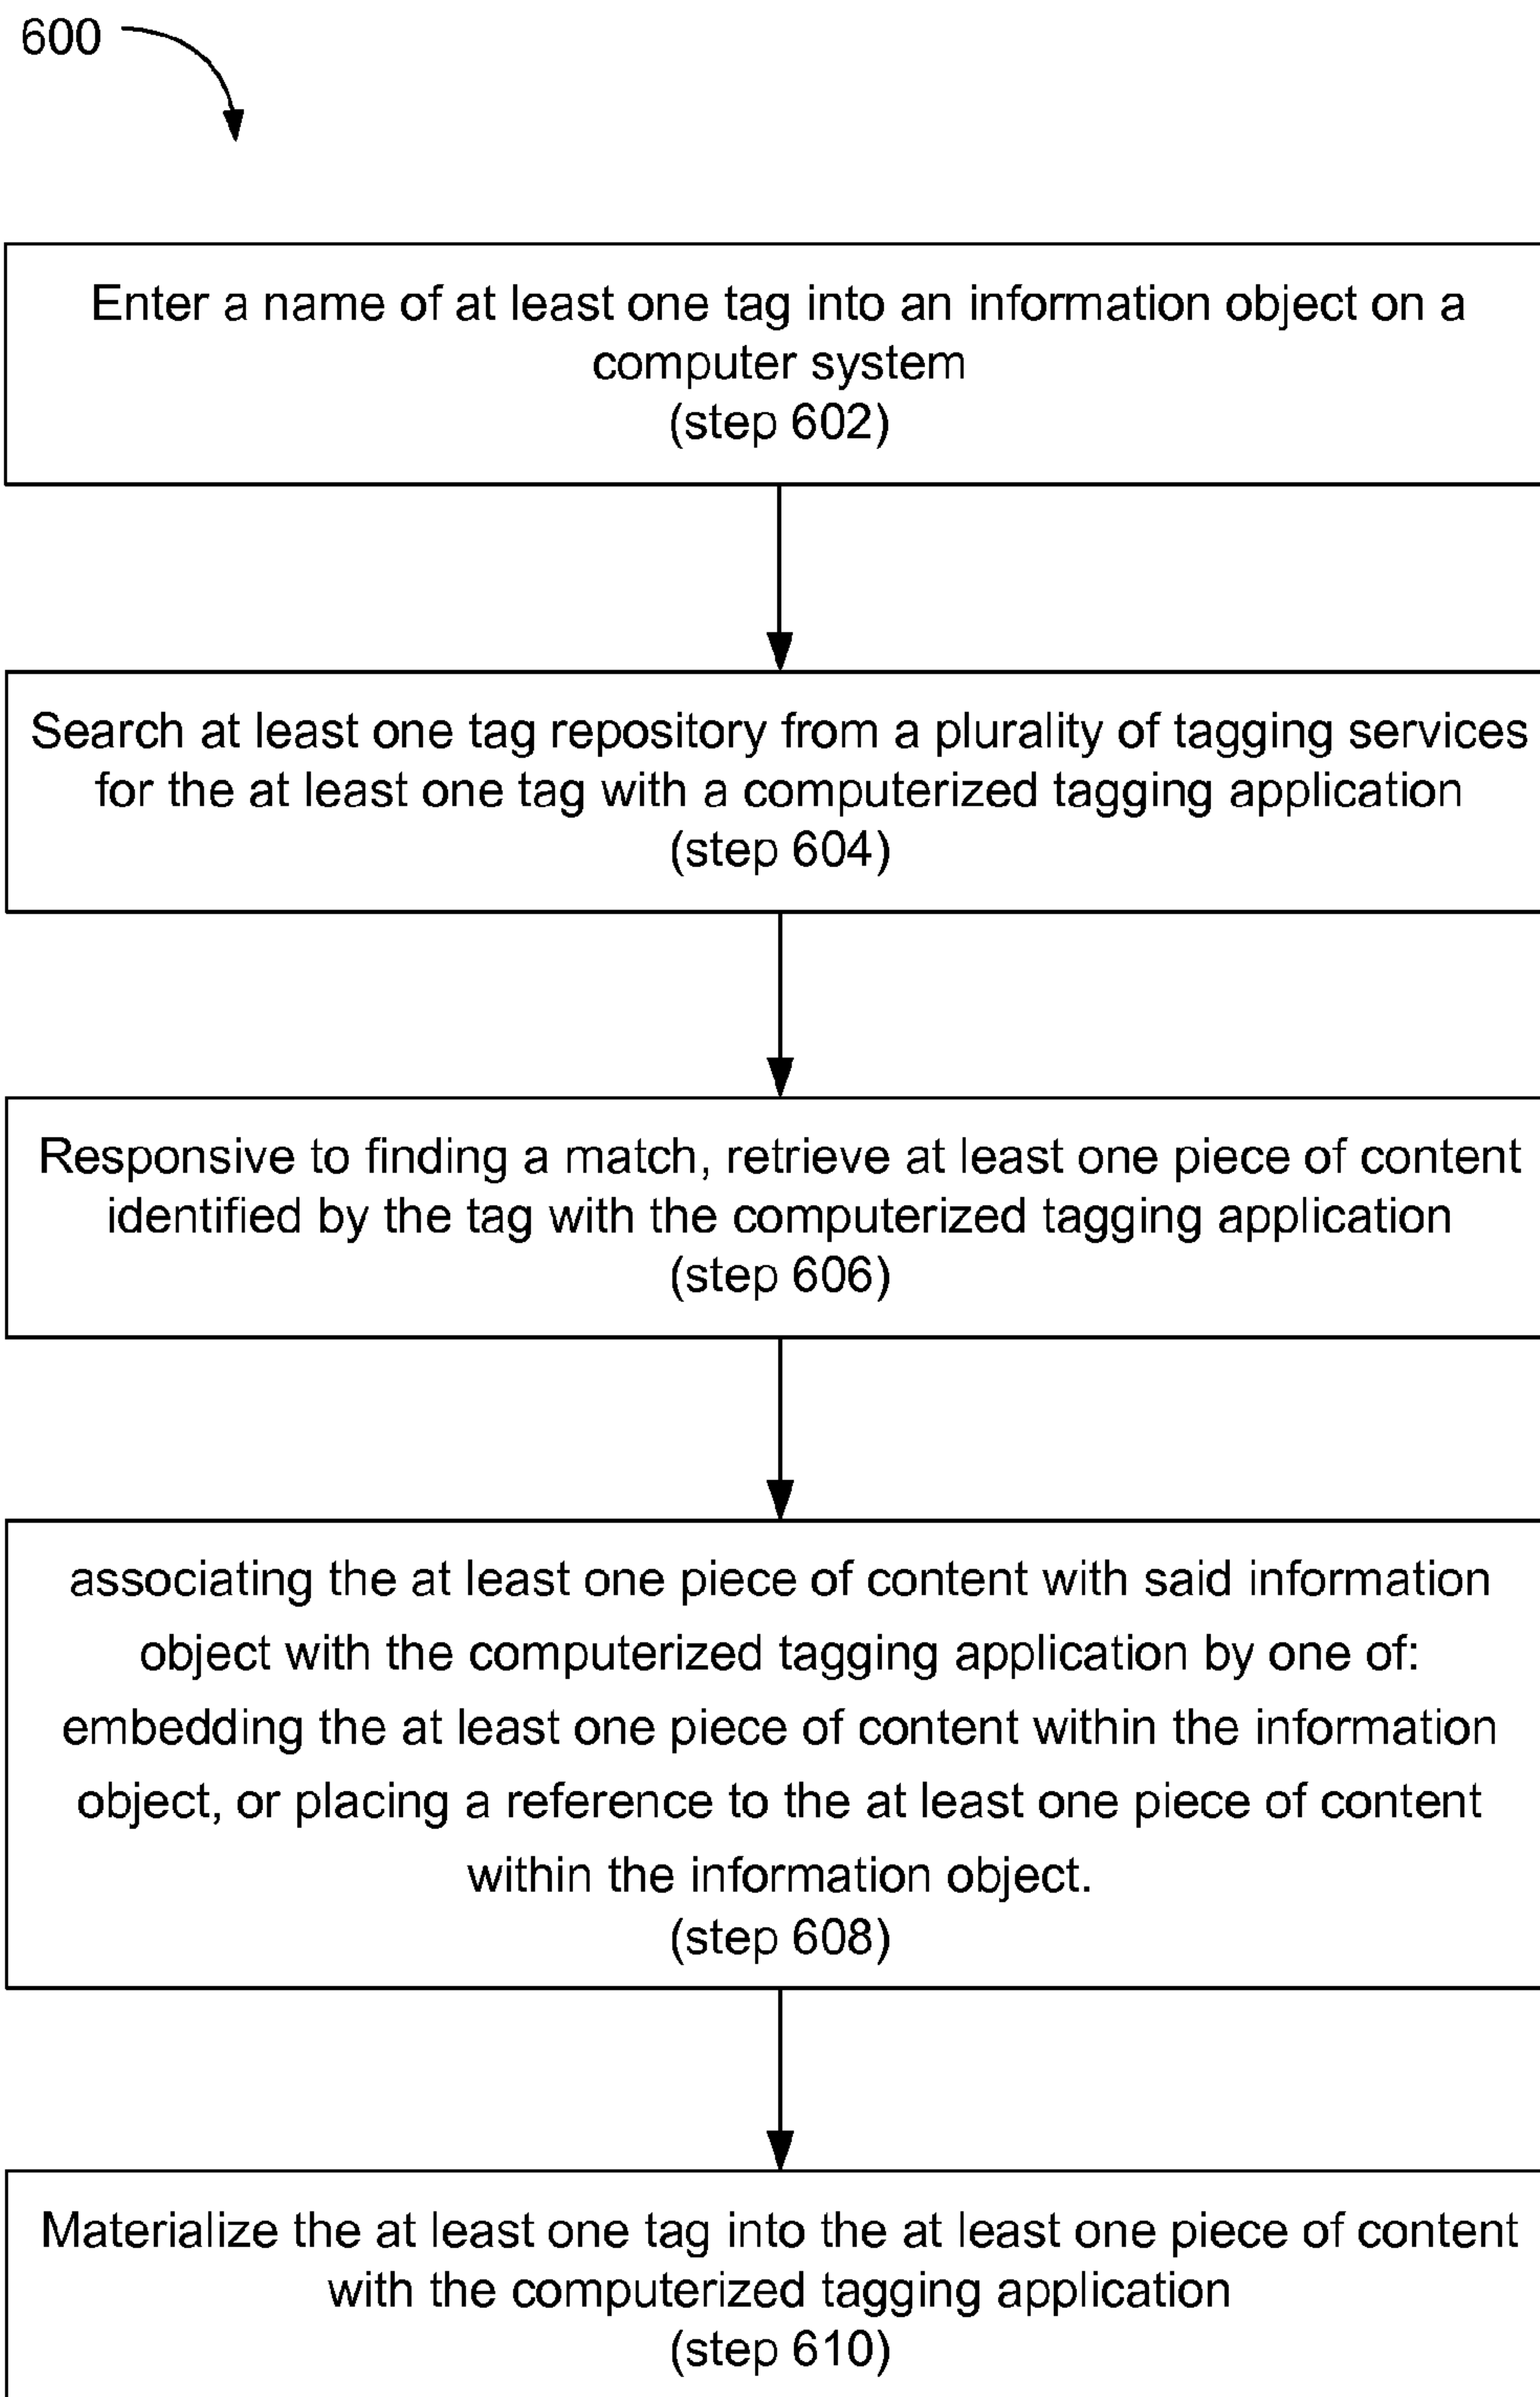 600
Enter a name of at least one tag into an information object on a
computer system
(step 602)
Search at least one tag repository from a plurality of tagging services
for the at least one tag with a computerized tagging application
(step 604)
Responsive to finding a match, retrieve at least one piece of content
identified by the tag with the computerized tagging application
(step 606)
associating the at least one piece of content with said information
object with the computerized tagging application by one of:
embedding the at least one piece of content within the information
object, or placing a reference to the at least one piece of content
within the information object.
(step 608)
Materialize the at least one tag into the at least one piece of content
with the computerized tagging application
(step 610)